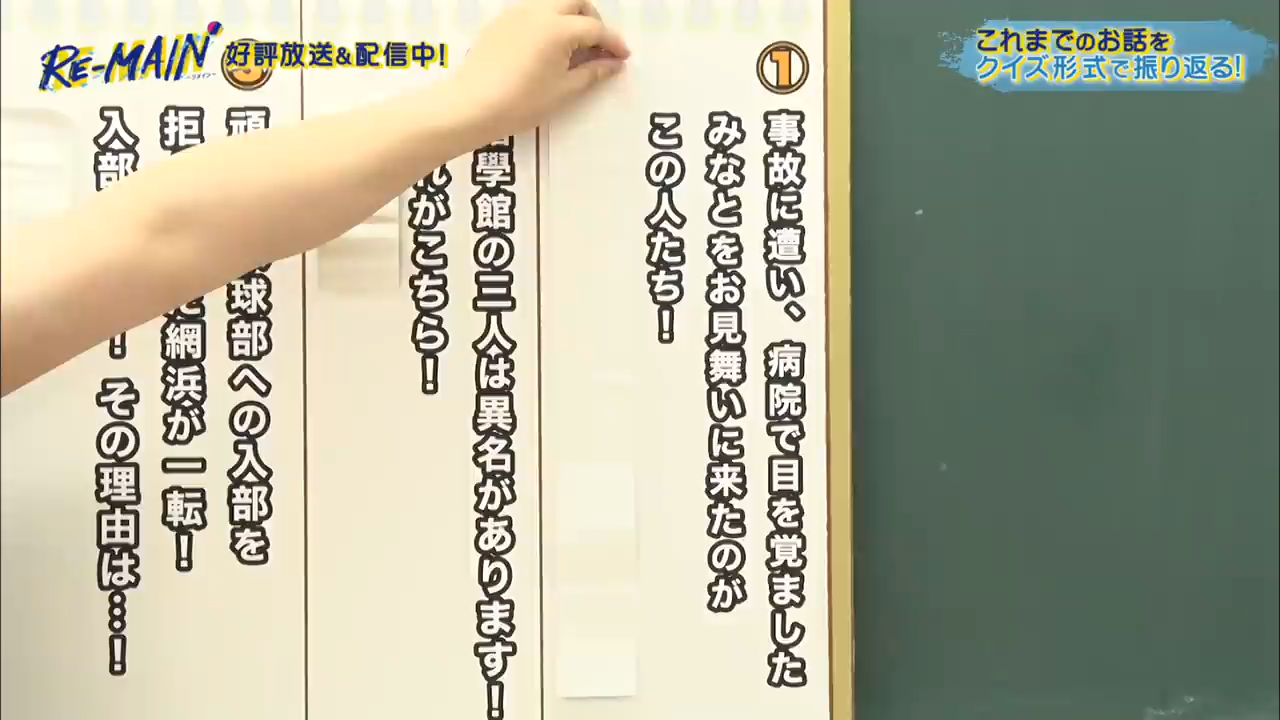 RE-MAIN
好評放送&配信中!
これまでのお話を
クイズ形式で振り返る!
①
事故に遭い、病院で目を覚ました
みなとをお見舞いに来たのが
この人たち!
學館の三人は異名があります!
れがこちら!
③
球部への入部を
拒 網浜が一転!
入部 ! その理由は…!